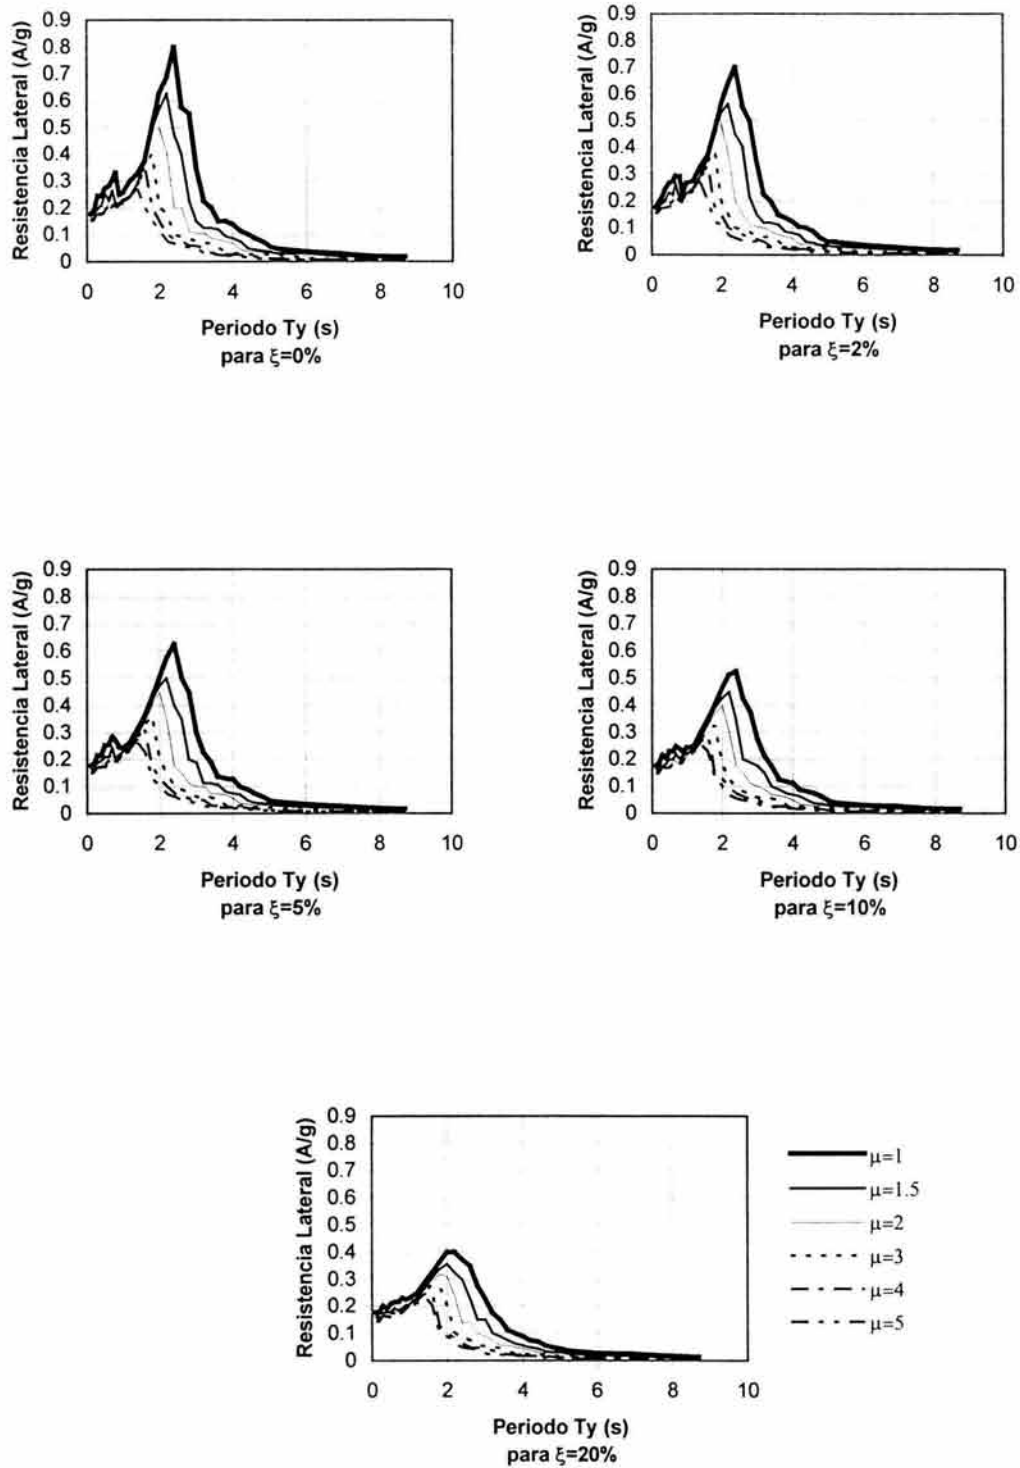 Resistencia Lateral (A/g)
0.9
0.8
0.7
0.6
0.5
0.4
0.3
0.2
0.1
0
0 2 4 6 8 10
Periodo Ty (s)
para ξ=0%
Resistencia Lateral (A/g)
0.9
0.8
0.7
0.6
0.5
0.4
0.3
0.2
0.1
0
0 2 4 6 8 10
Periodo Ty (s)
para ξ=2%
Resistencia Lateral (A/g)
0.9
0.8
0.7
0.6
0.5
0.4
0.3
0.2
0.1
0
0 2 4 6 8 10
Periodo Ty (s)
para ξ=5%
Resistencia Lateral (A/g)
0.9
0.8
0.7
0.6
0.5
0.4
0.3
0.2
0.1
0
0 2 4 6 8 10
Periodo Ty (s)
para ξ=10%
Resistencia Lateral (A/g)
0.9
0.8
0.7
0.6
0.5
0.4
0.3
0.2
0.1
0
0 2 4 6 8 10
Periodo Ty (s)
para ξ=20%
μ=1
μ=1.5
μ=2
μ=3
μ=4
μ=5